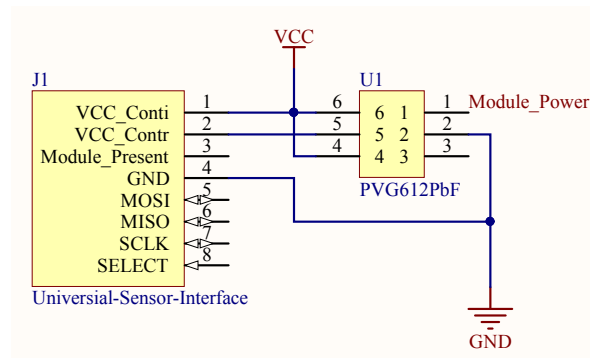 VCC
J1
U1
VCC_Conti 1
6 6 1 1 Module_Power
VCC_Contr 2
5 5 2 2
Module_Present 3
4 4 3 3
GND 4
PVG612PbF
MOSI 5
MISO 6
SCLK 7
SELECT 8
Universial-Sensor-Interface
GND